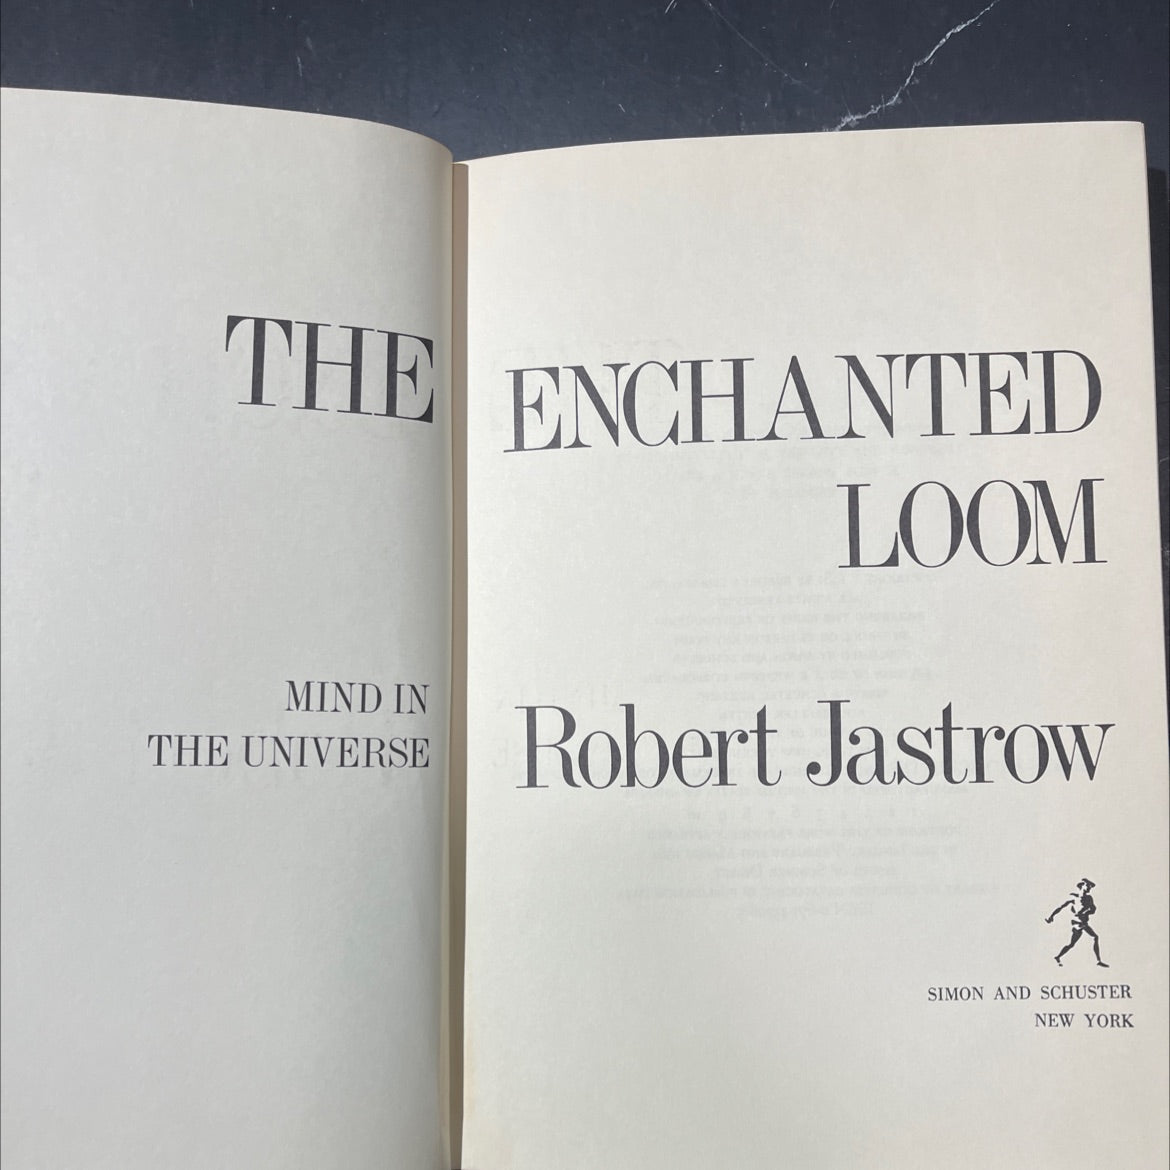 THE
ENCHANTED
LOOM
MIND IN
THE UNIVERSE
Robert Jastrow
SIMON AND SCHUSTER
NEW YORK